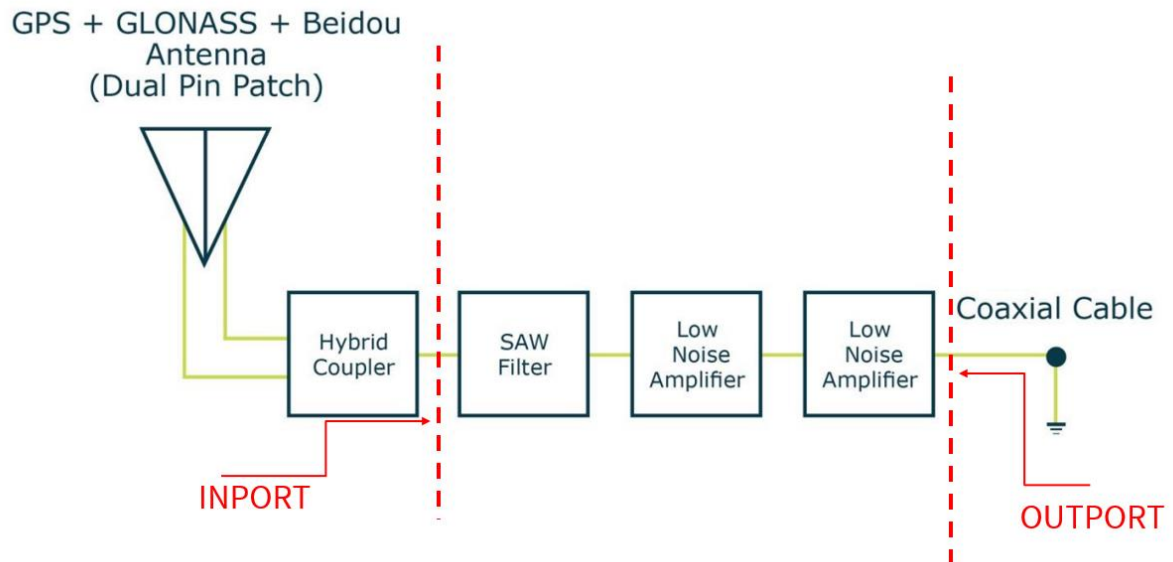 GPS + GLONASS + Beidou
Antenna
(Dual Pin Patch)
Hybrid
Coupler
SAW
Filter
Low
Noise
Amplifier
Low
Noise
Amplifier
Coaxial Cable
INPORT
OUTPORT